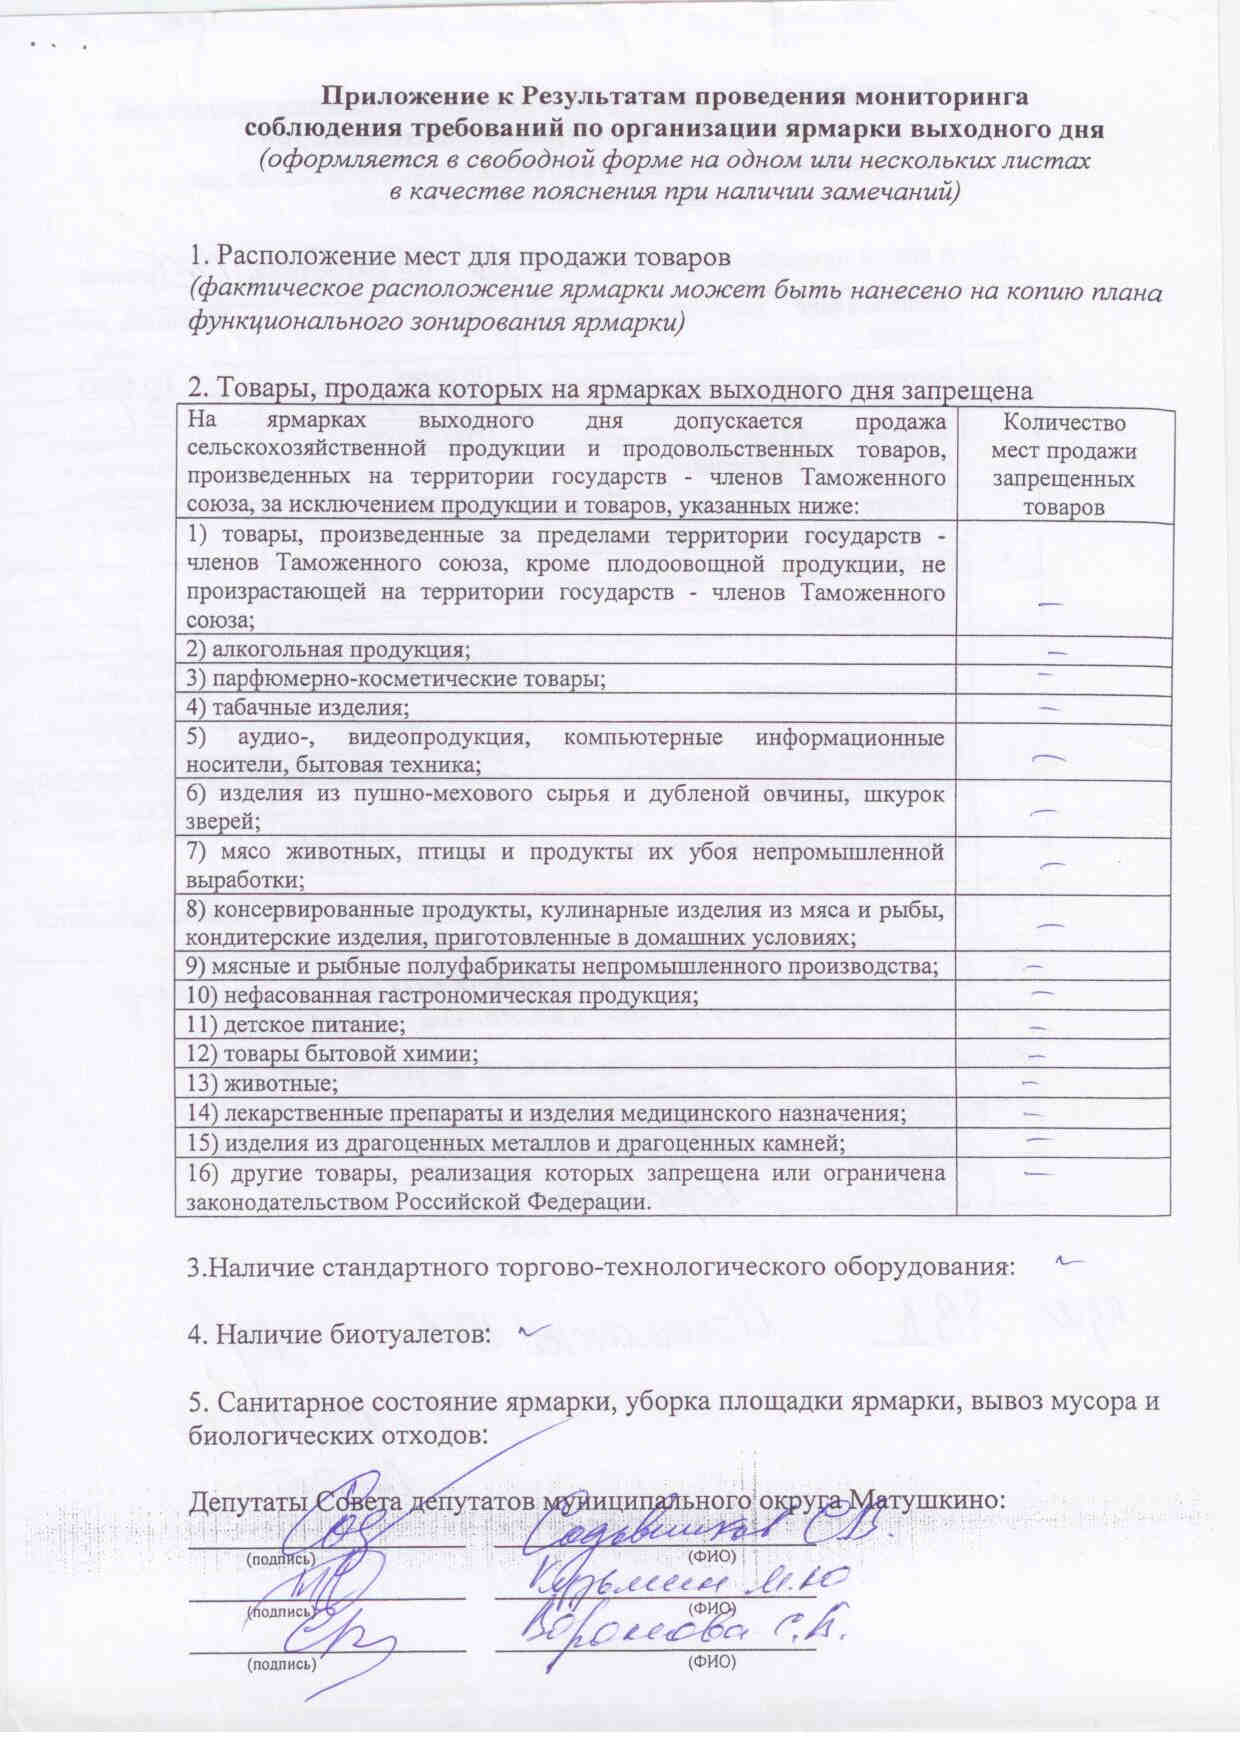 Приложение к Результатам проведения мониторинга
соблюдения требований по организации ярмарки выходного дня
(оформляется в свободной форме на одном или нескольких листах
в качестве пояснения при наличии замечаний)
1. Расположение мест для продажи товаров
(фактическое расположение ярмарки может быть нанесено на копию плана
функционального зонирования ярмарки)
2. Товары, продажа которых на ярмарках выходного дня запрещена
На ярмарках выходного дня допускается продажа
сельскохозяйственной продукции и продовольственных товаров,
произведенных на территории государств - членов Таможенного
союза, за исключением продукции и товаров, указанных ниже:
Количество
мест продажи
запрещенных
товаров
1) товары, произведенные за пределами территории государств -
членов Таможенного союза, кроме плодоовощной продукции, не
произрастающей на территории государств - членов Таможенного
союза; —
2) алкогольная продукция; —
3) парфюмерно-косметические товары; —
4) табачные изделия; —
5) аудио-, видеопродукция, компьютерные информационные
носители, бытовая техника; —
6) изделия из пушно-мехового сырья и дубленой овчины, шкурок
зверей; —
7) мясо животных, птицы и продукты их убоя непромышленной
выработки; —
8) консервированные продукты, кулинарные изделия из мяса и рыбы,
кондитерские изделия, приготовленные в домашних условиях; —
9) мясные и рыбные полуфабрикаты непромышленного производства; —
10) нефасованная гастрономическая продукция; —
11) детское питание; —
12) товары бытовой химии; —
13) животные; —
14) лекарственные препараты и изделия медицинского назначения; —
15) изделия из драгоценных металлов и драгоценных камней; —
16) другие товары, реализация которых запрещена или ограничена —
законодательством Российской Федерации.
3.Наличие стандартного торгово-технологического оборудования: ~
4. Наличие биотуалетов: ~
5. Санитарное состояние ярмарки, уборка площадки ярмарки, вывоз мусора и
биологических отходов:
Депутаты Совета депутатов муниципального округа Матушкино:
С.В.
(подпись) (ФИО)
Кузьмин М.Ю
(подпись) (ФИО)
С.В.
(подпись) (ФИО)